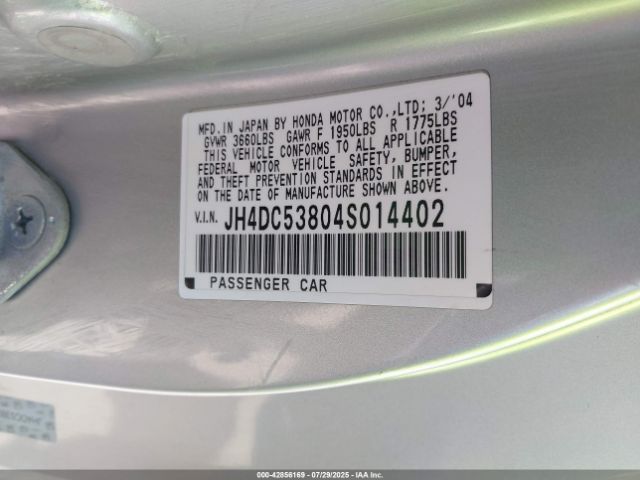 MFD.IN JAPAN BY HONDA MOTOR CO.,LTD; 3/'04
GVWR 3660LBS GAWR F 1950LBS R 1775LBS
THIS VEHICLE CONFORMS TO ALL APPLICABLE
FEDERAL MOTOR VEHICLE SAFETY, BUMPER,
AND THEFT PREVENTION STANDARDS IN EFFECT
ON THE DATE OF MANUFACTURE SHOWN ABOVE.
V.I.N. JH4DC53804S014402
PASSENGER CAR
000-42856169 - 07/29/2025 - IAAI.COM